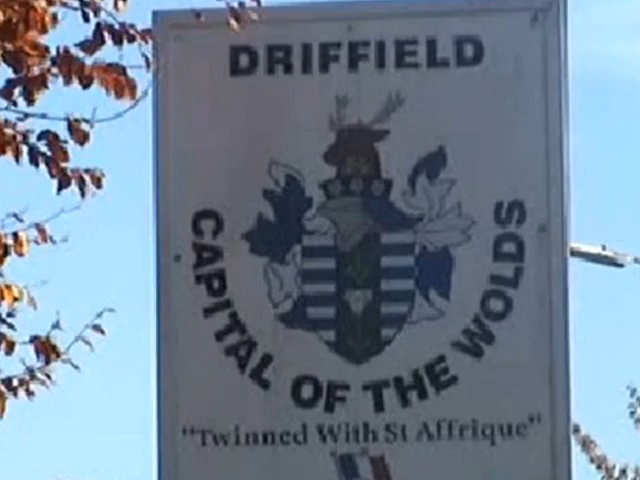 DRIFFIELD
CAPITAL OF THE WOLDS
"Twinned With St Affrique"